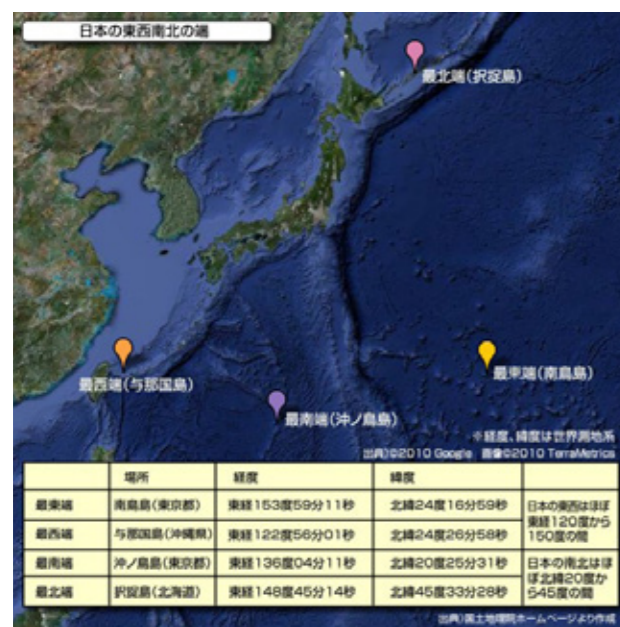 日本の東西南北の端
最北端(択捉島)
最西端(与那国島)
最東端(南鳥島)
最南端(沖ノ鳥島)
※経度、緯度は世界測地系
出典)©2010 Google 画像©2010 TerraMetrics
場所 経度 緯度
最東端 南鳥島(東京都) 東経153度59分11秒 北緯24度16分59秒
最西端 与那国島(沖縄県) 東経122度56分01秒 北緯24度26分58秒
日本の東西はほぼ
東経120度から
150度の間
最南端 沖ノ鳥島(東京都) 東経136度04分11秒 北緯20度25分31秒
最北端 択捉島(北海道) 東経148度45分14秒 北緯45度33分28秒
日本の南北はほ
ぼ北緯20度か
ら45度の間
出典)国土地理院ホームページより作成